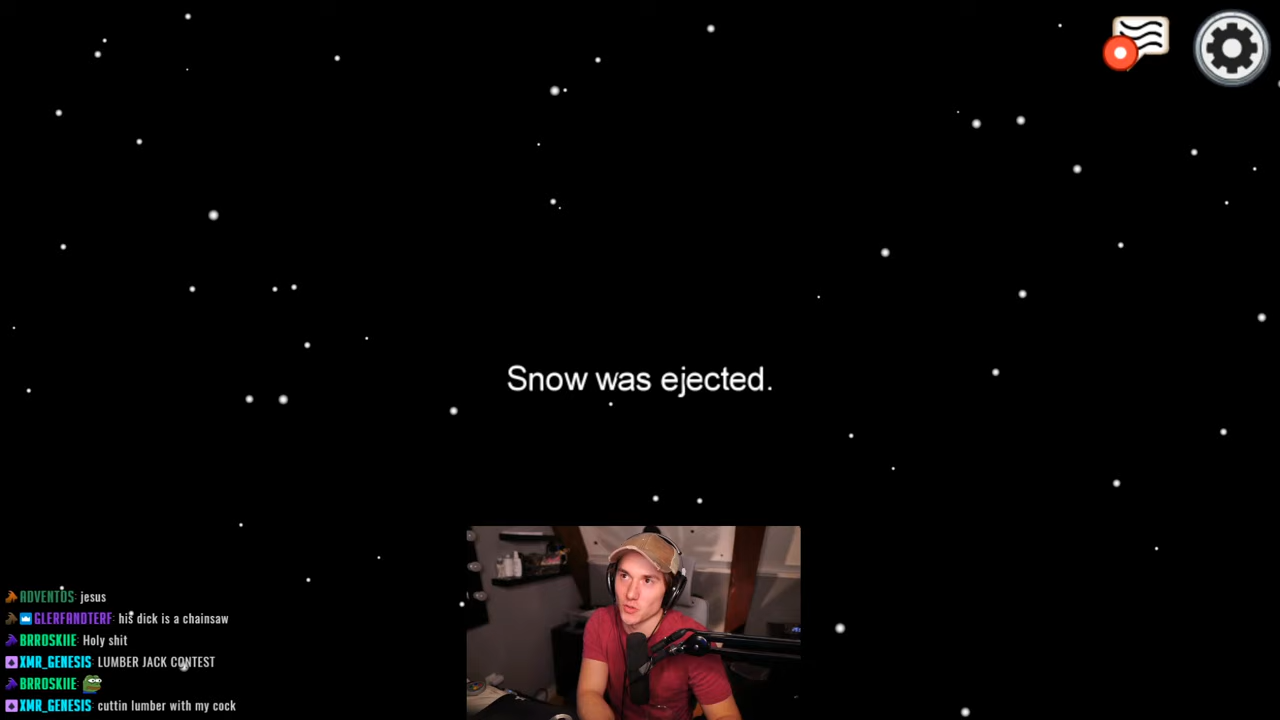 Snow was ejected.
ADVENTOS: jesus
GLERFANDTERF: his dick is a chainsaw
BRROSKIIE: Holy shit
XMR_GENESIS: LUMBER JACK CONTEST
BRROSKIIE:
XMR_GENESIS: cuttin lumber with my cock